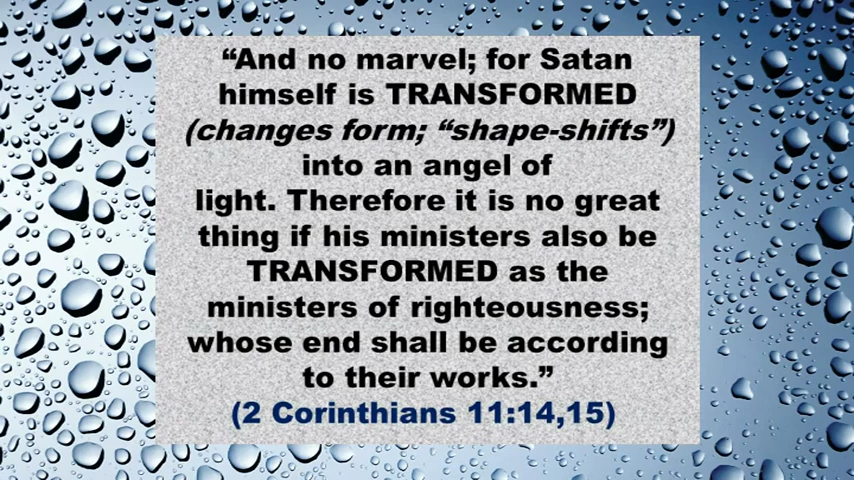 “And no marvel; for Satan
himself is TRANSFORMED
(changes form; “shape-shifts”)
into an angel of
light. Therefore it is no great
thing if his ministers also be
TRANSFORMED as the
ministers of righteousness;
whose end shall be according
to their works.”
(2 Corinthians 11:14,15)